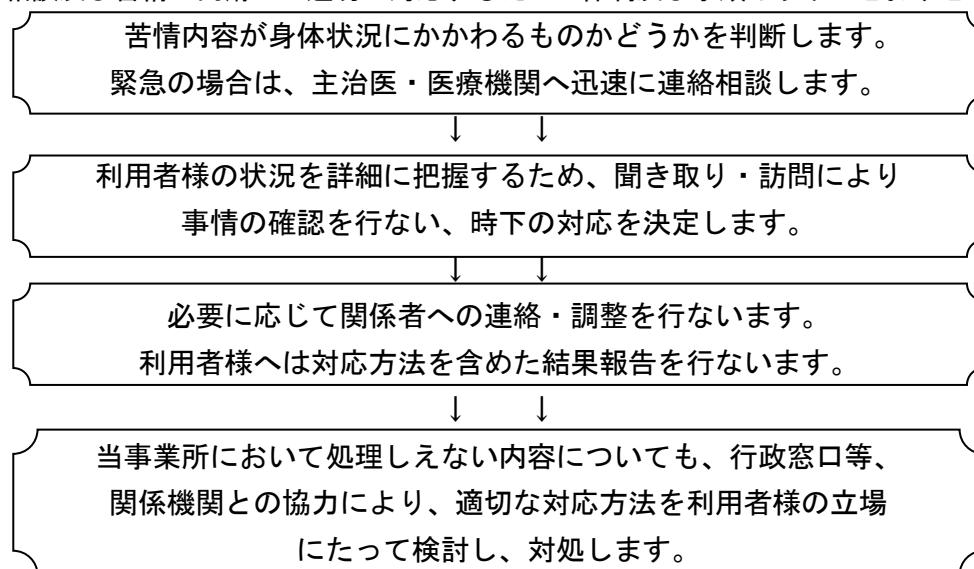 苦情内容が身体状況にかかわるものかどうかを判断します。
緊急の場合は、主治医・医療機関へ迅速に連絡相談します。
↓ ↓
利用者様の状況を詳細に把握するため、聞き取り・訪問により
事情の確認を行ない、時下の対応を決定します。
↓ ↓
必要に応じて関係者への連絡・調整を行ないます。
利用者様へは対応方法を含めた結果報告を行ないます。
↓ ↓
当事業所において処理しえない内容についても、行政窓口等、
関係機関との協力により、適切な対応方法を利用者様の立場
にたって検討し、対処します。